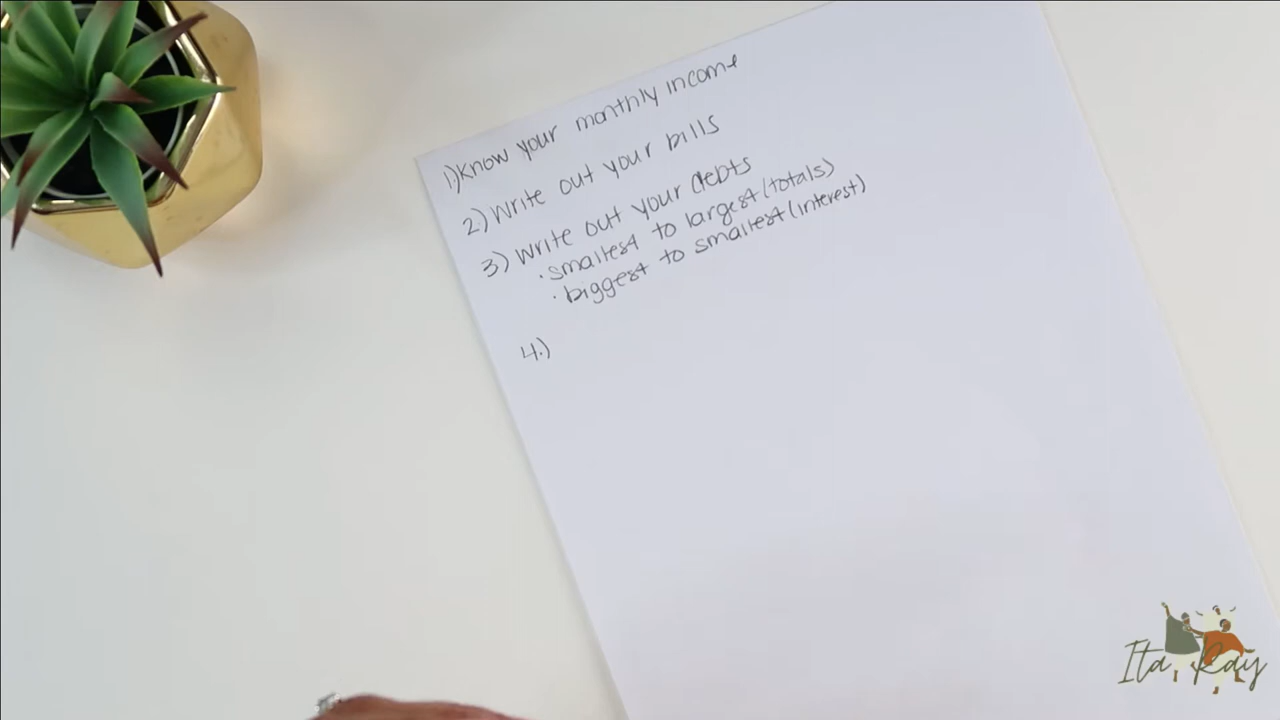 1) Know your monthly income
2) Write out your bills
3) Write out your debts
· smallest to largest (totals)
· biggest to smallest (interest)
4.)
Ita Ray